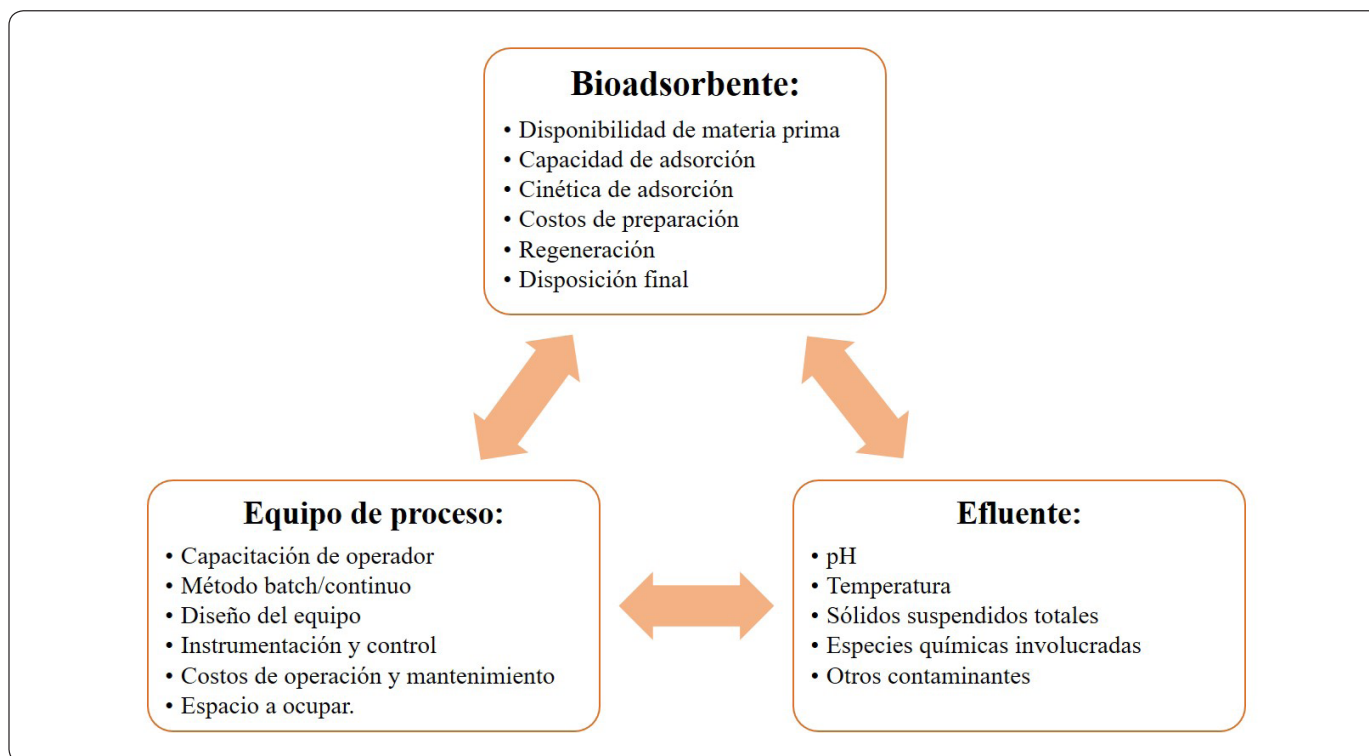 Bioadsorbente:
• Disponibilidad de materia prima
• Capacidad de adsorción
• Cinética de adsorción
• Costos de preparación
• Regeneración
• Disposición final
Equipo de proceso:
• Capacitación de operador
• Método batch/continuo
• Diseño del equipo
• Instrumentación y control
• Costos de operación y mantenimiento
• Espacio a ocupar.
Efluente:
• pH
• Temperatura
• Sólidos suspendidos totales
• Especies químicas involucradas
• Otros contaminantes